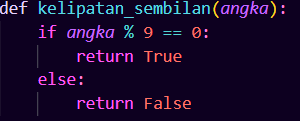 def kelipatan_sembilan(angka):
    if angka % 9 == 0:
        return True
    else:
        return False